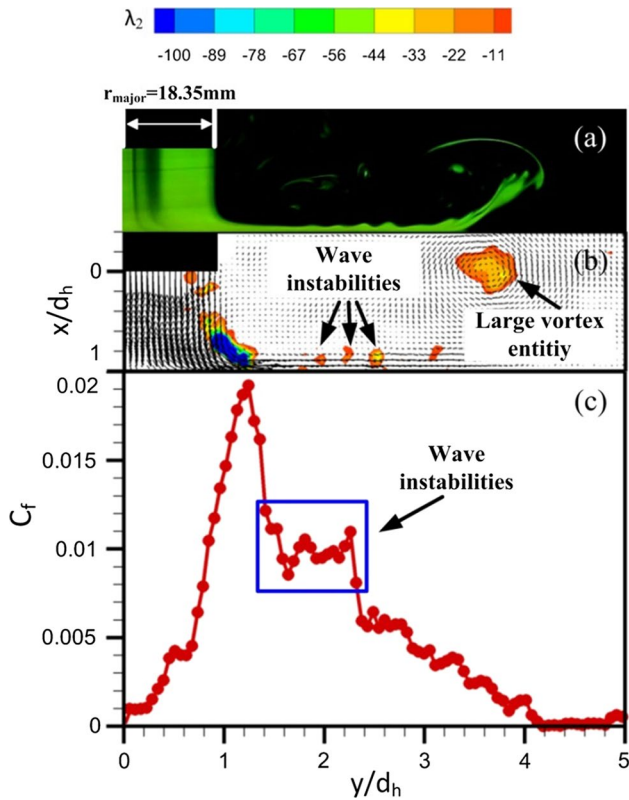 λ2
-100 -89 -78 -67 -56 -44 -33 -22 -11
rmajor=18.35mm
(a)
Wave
instabilities
(b)
0
x/dh
Large vortex
entitiy
1
0.02
(c)
Wave
instabilities
0.015
Cf
0.01
0.005
0
0 1 2 3 4 5
y/dh